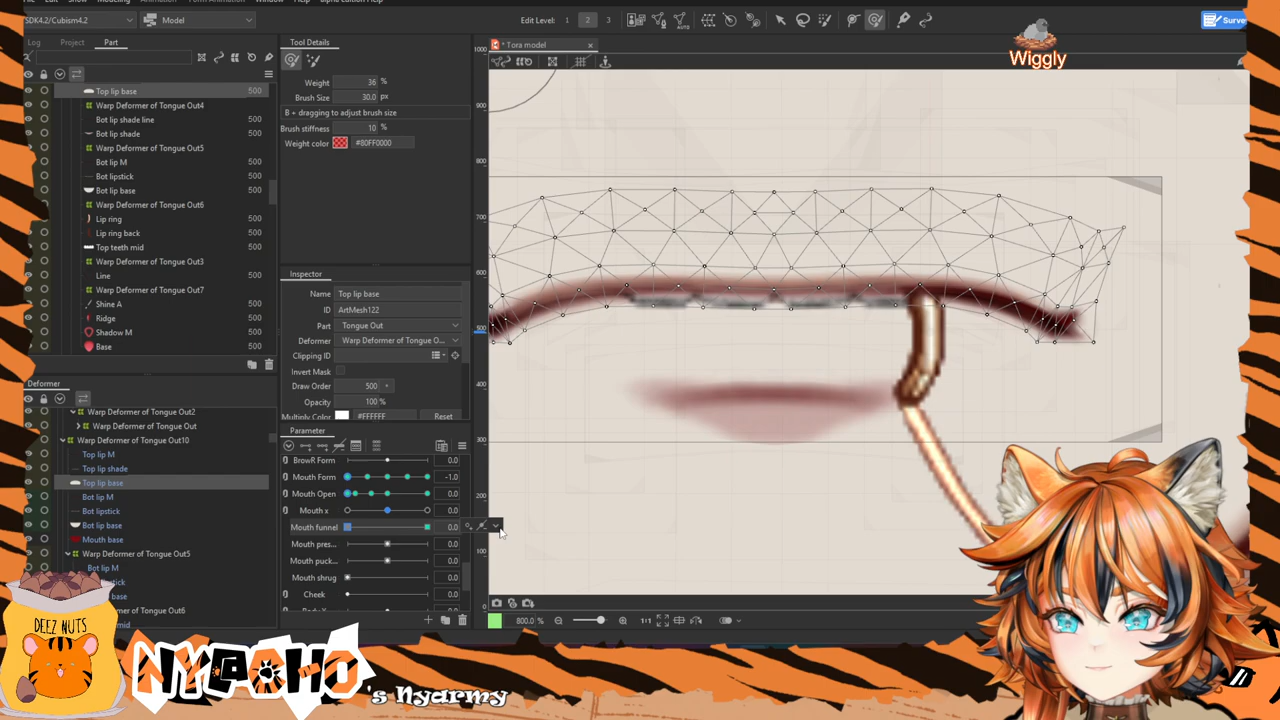 SDK4.2/Cubism4.2
Model
Edit Level: 1 2 3
Surve
Log Project Part
Tool Details
* Tora model ×
Wiggly
Weight 36 %
Brush Size 30.0 px
B + dragging to adjust brush size
Brush stiffness 10 %
Weight color #80FF0000
Top lip base 500
Warp Deformer of Tongue Out4
Bot lip shade line 500
Bot lip shade 500
Warp Deformer of Tongue Out5 500
Bot lip M 500
Bot lipstick 500
Bot lip base 500
Warp Deformer of Tongue Out6 500
Lip ring 500
Lip ring back 500
Top teeth mid 500
Warp Deformer of Tongue Out3 500
Line 500
Warp Deformer of Tongue Out7 500
Shine A 500
Ridge 500
Shadow M 500
Base 500
Inspector
Name Top lip base
ID ArtMesh122
Part Tongue Out
Deformer Warp Deformer of Tongue O...
Clipping ID
Invert Mask
Draw Order 500
Opacity 100 %
Multiply Color #FFFFFF Reset
Deformer
Warp Deformer of Tongue Out2
Warp Deformer of Tongue Out
Warp Deformer of Tongue Out10
Top lip M
Top lip shade
Top lip base
Bot lip M
Bot lipstick
Bot lip base
Mouth base
Warp Deformer of Tongue Out5
Bot lip M
Parameter
BrowR Form 0.0
Mouth Form -1.0
Mouth Open 0.0
Mouth x 0.0
Mouth funnel 0.0
Mouth pres... 0.0
Mouth puck... 0.0
Mouth shrug 0.0
Cheek 0.0
1000
900
800
700
600
500
400
300
200
100
0
800.0 %
1:1
DEEZ NUTS
NYAOHO
's Nyarmy